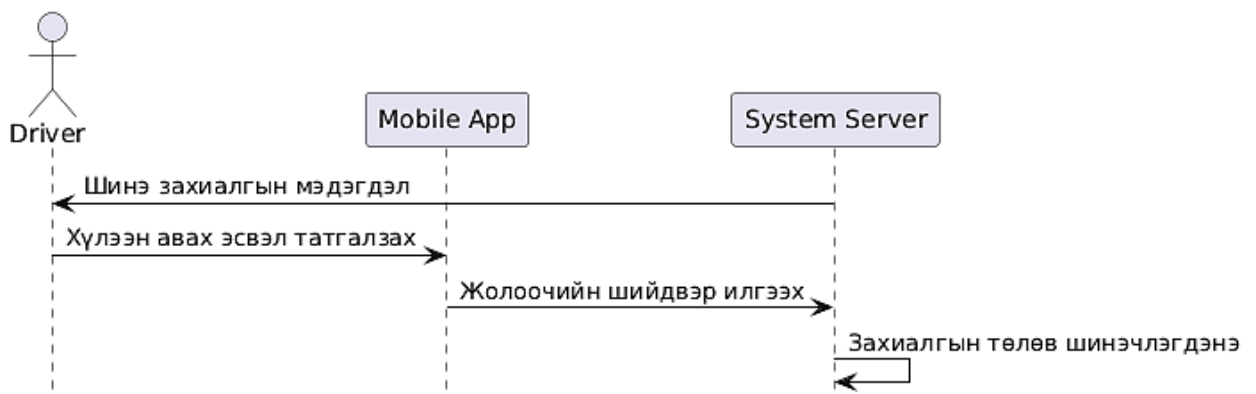 Driver
Mobile App
System Server
Шинэ захиалгын мэдэгдэл
Хүлээн авах эсвэл татгалзах
Жолоочийн шийдвэр илгээх
Захиалгын төлөв шинэчлэгдэнэ